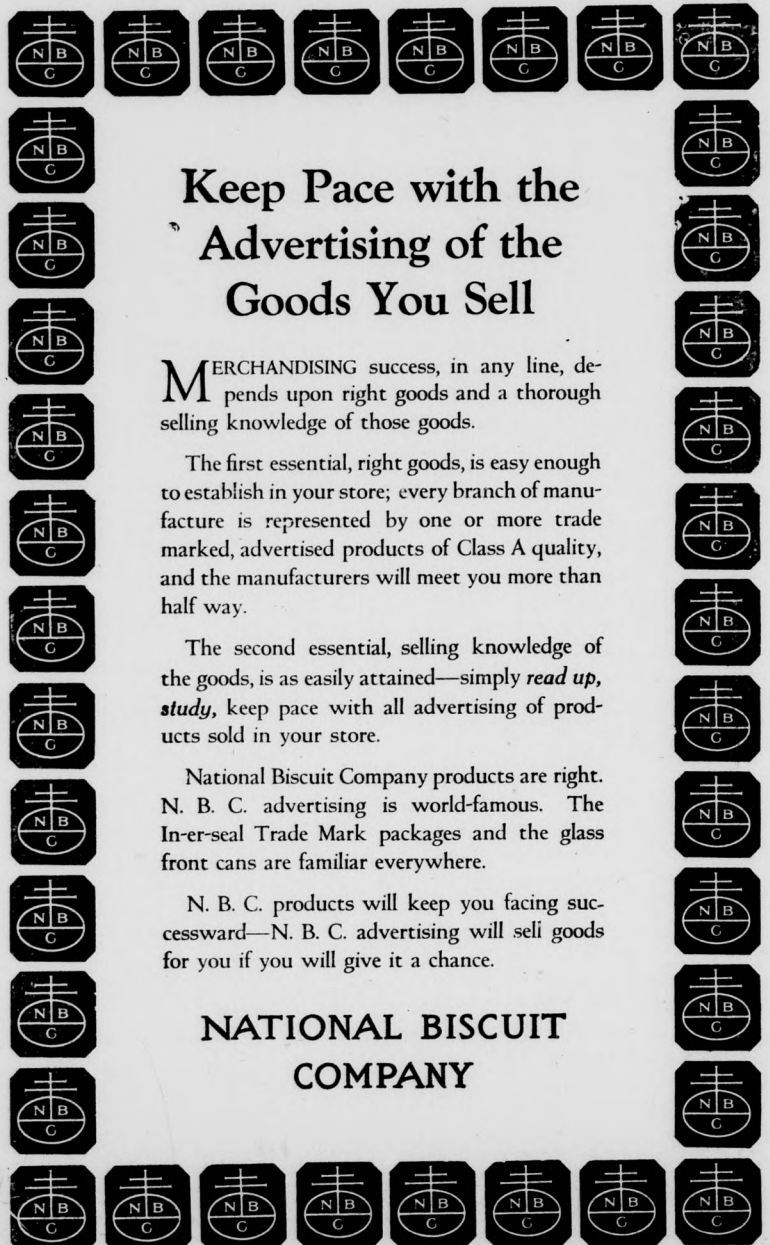 N B
C
Keep Pace with the
Advertising of the
Goods You Sell
MERCHANDISING success, in any line, de-
pends upon right goods and a thorough
selling knowledge of those goods.
The first essential, right goods, is easy enough
to establish in your store; every branch of manu-
facture is represented by one or more trade
marked, advertised products of Class A quality,
and the manufacturers will meet you more than
half way.
The second essential, selling knowledge of
the goods, is as easily attained—simply read up,
study, keep pace with all advertising of prod-
ucts sold in your store.
National Biscuit Company products are right.
N. B. C. advertising is world-famous. The
In-er-seal Trade Mark packages and the glass
front cans are familiar everywhere.
N. B. C. products will keep you facing suc-
cessward—N. B. C. advertising will sell goods
for you if you will give it a chance.
NATIONAL BISCUIT
COMPANY